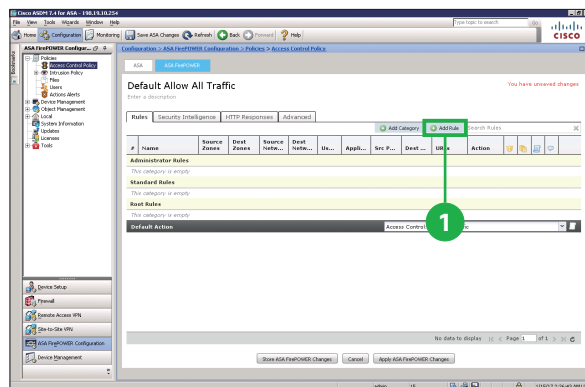 Cisco ASDM 7.4 for ASA - 198.19.10.254
File View Tools Wizards Window Help
Type topic to search
Go
Home Configuration Monitoring Save ASA Changes Refresh Back Forward Help
CISCO
Bookmarks
ASA FirePOWER Configur...
Policies
Access Control Policy
Intrusion Policy
Files
Users
Actions Alerts
Device Management
Object Management
Local
System Information
Updates
Licenses
Tools
Device Setup
Firewall
Remote Access VPN
Site-to-Site VPN
ASA FirePOWER Configuration
Device Management
Configuration > ASA FirePOWER Configuration > Policies > Access Control Policy
ASA
ASA FirePOWER
Default Allow All Traffic
You have unsaved changes
Enter a description
Rules Security Intelligence HTTP Responses Advanced
Add Category Add Rule Search Rules
# Name Source Zones Dest Zones Source Netw... Dest Netw... Us... Appli... Src P... Dest ... Action
Administrator Rules
This category is empty
Standard Rules
This category is empty
Root Rules
This category is empty
Default Action
Access Control
1
No data to display
Page 1 of 1
Store ASA FirePOWER Changes Cancel Apply ASA FirePOWER Changes
admin 15